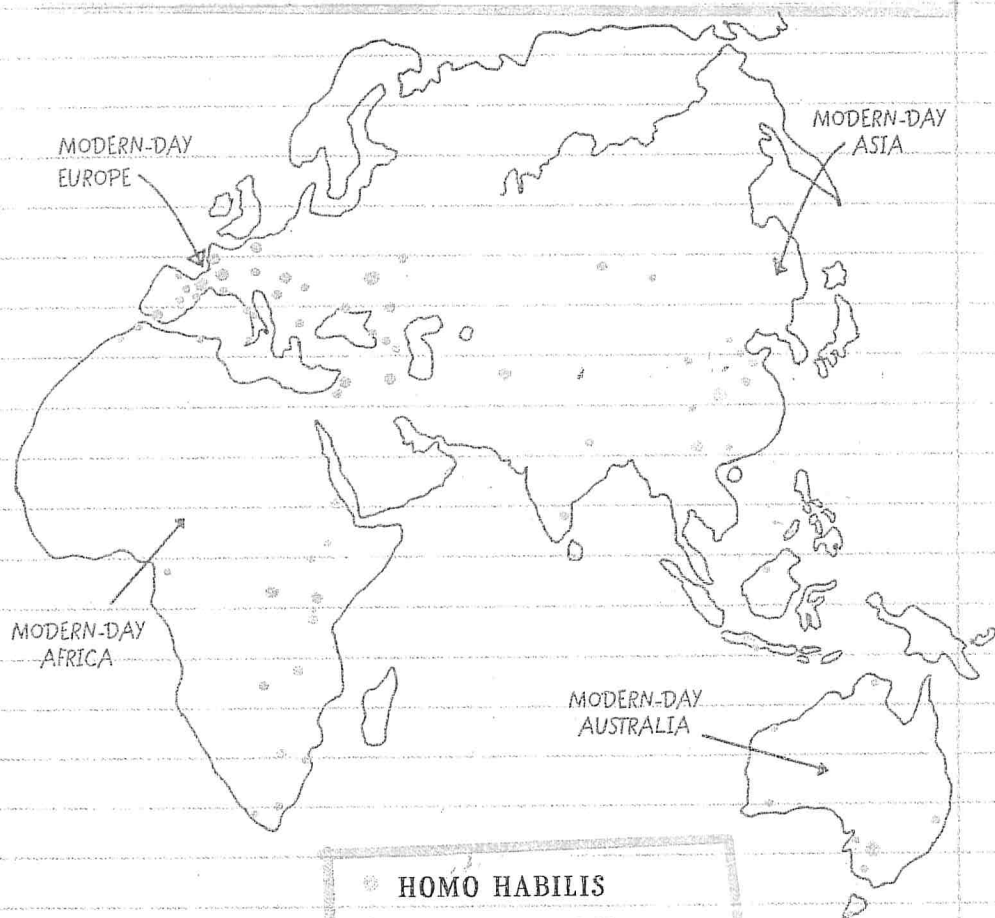 MODERN-DAY
EUROPE
MODERN-DAY
ASIA
MODERN-DAY
AFRICA
MODERN-DAY
AUSTRALIA
HOMO HABILIS